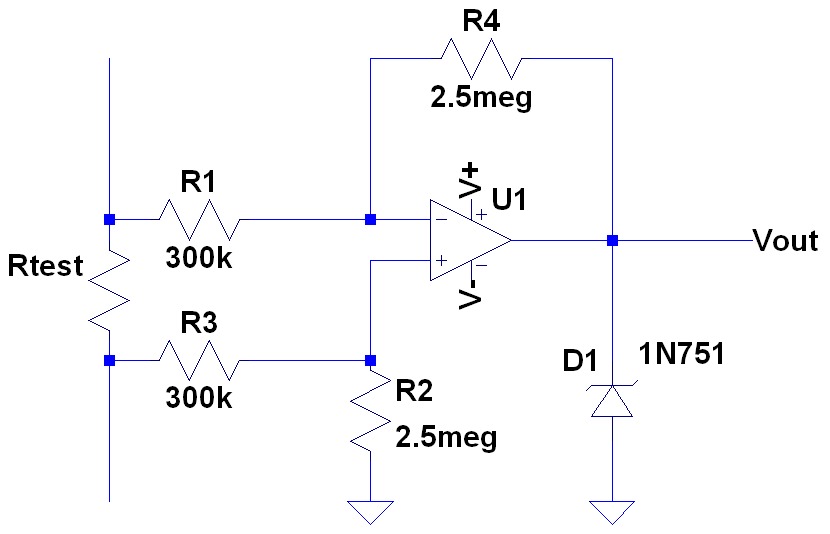 R4
2.5meg
R1
V+
U1
+
300k
−
Rtest
+
−
V-
R3
300k
R2
2.5meg
D1
1N751
Vout